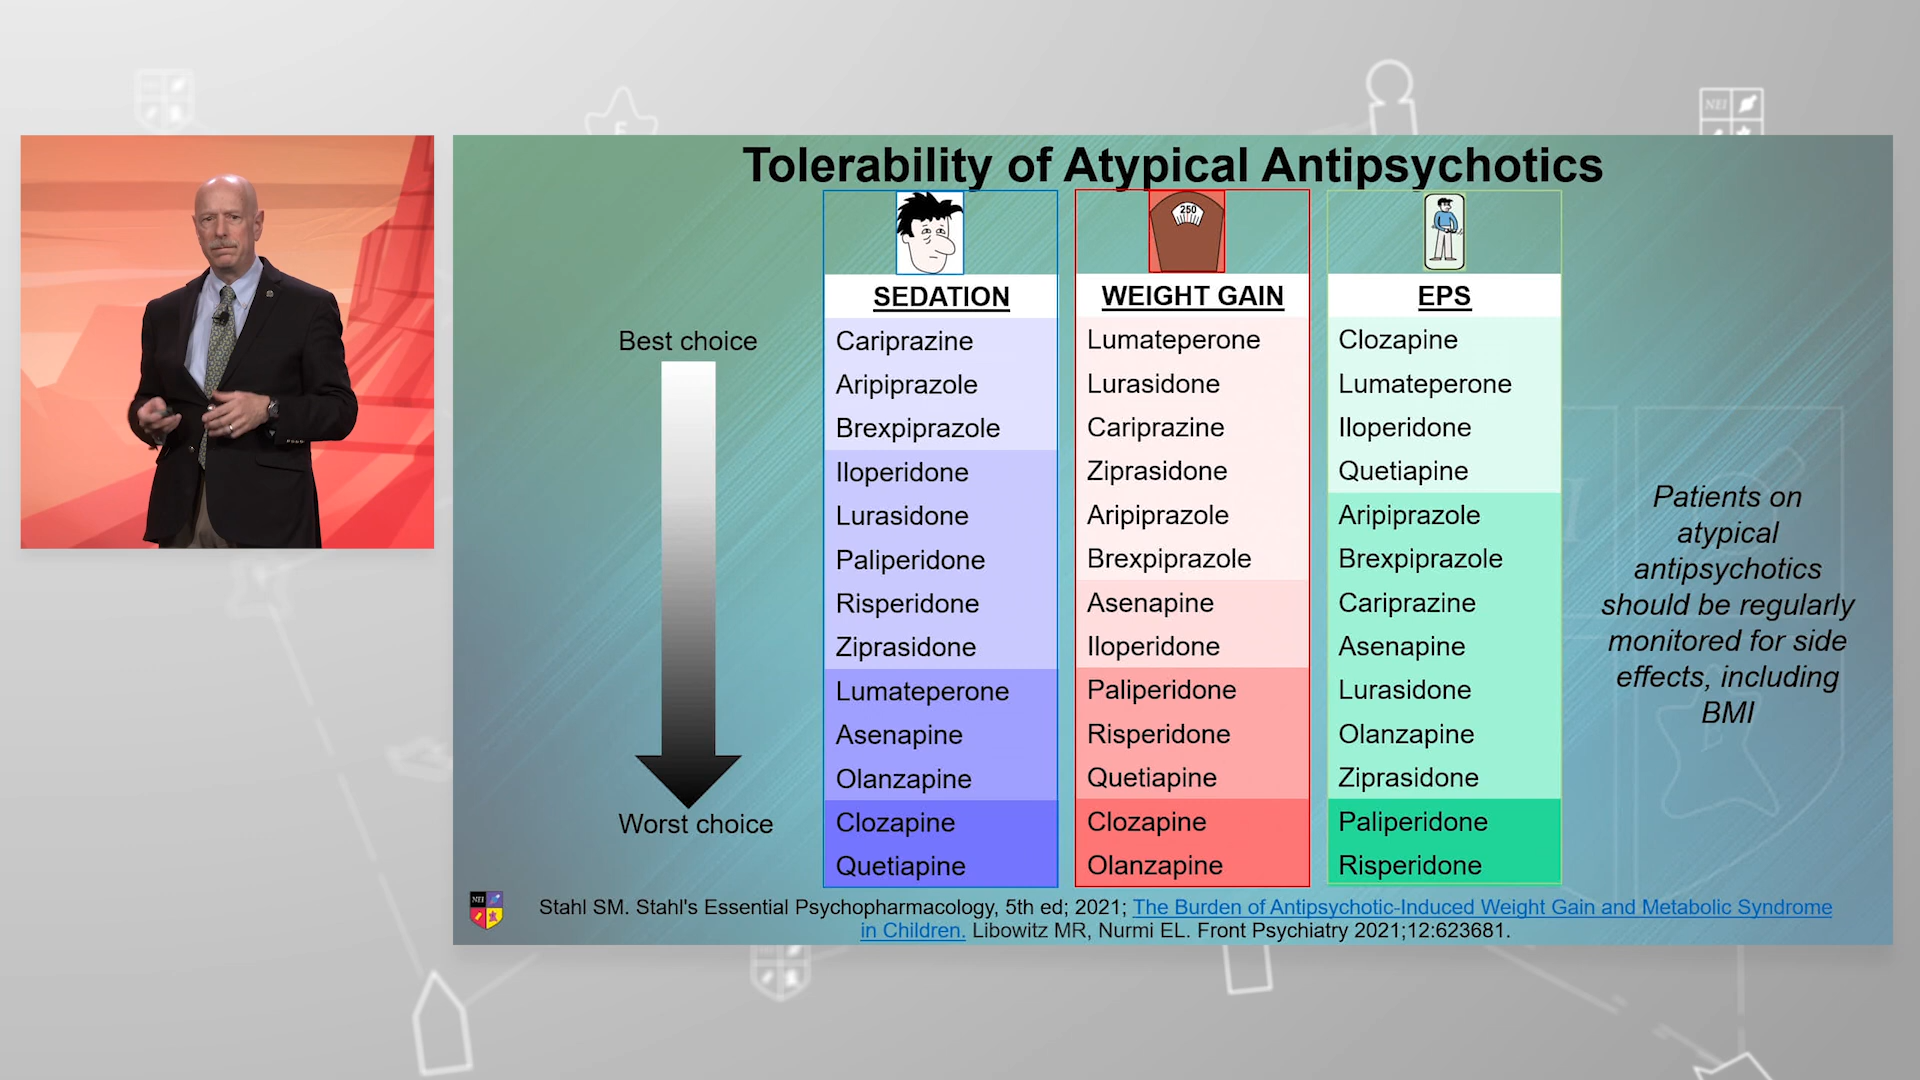 Tolerability of Atypical Antipsychotics
250
SEDATION
WEIGHT GAIN
EPS
Best choice
Worst choice
Cariprazine
Aripiprazole
Brexpiprazole
Iloperidone
Lurasidone
Paliperidone
Risperidone
Ziprasidone
Lumateperone
Asenapine
Olanzapine
Clozapine
Quetiapine
Lumateperone
Lurasidone
Cariprazine
Ziprasidone
Aripiprazole
Brexpiprazole
Asenapine
Iloperidone
Paliperidone
Risperidone
Quetiapine
Clozapine
Olanzapine
Clozapine
Lumateperone
Iloperidone
Quetiapine
Aripiprazole
Brexpiprazole
Cariprazine
Asenapine
Lurasidone
Olanzapine
Ziprasidone
Paliperidone
Risperidone
Patients on
atypical
antipsychotics
should be regularly
monitored for side
effects, including
BMI
NEI
Stahl SM. Stahl's Essential Psychopharmacology, 5th ed; 2021; The Burden of Antipsychotic-Induced Weight Gain and Metabolic Syndrome
in Children. Libowitz MR, Nurmi EL. Front Psychiatry 2021;12:623681.
NEI